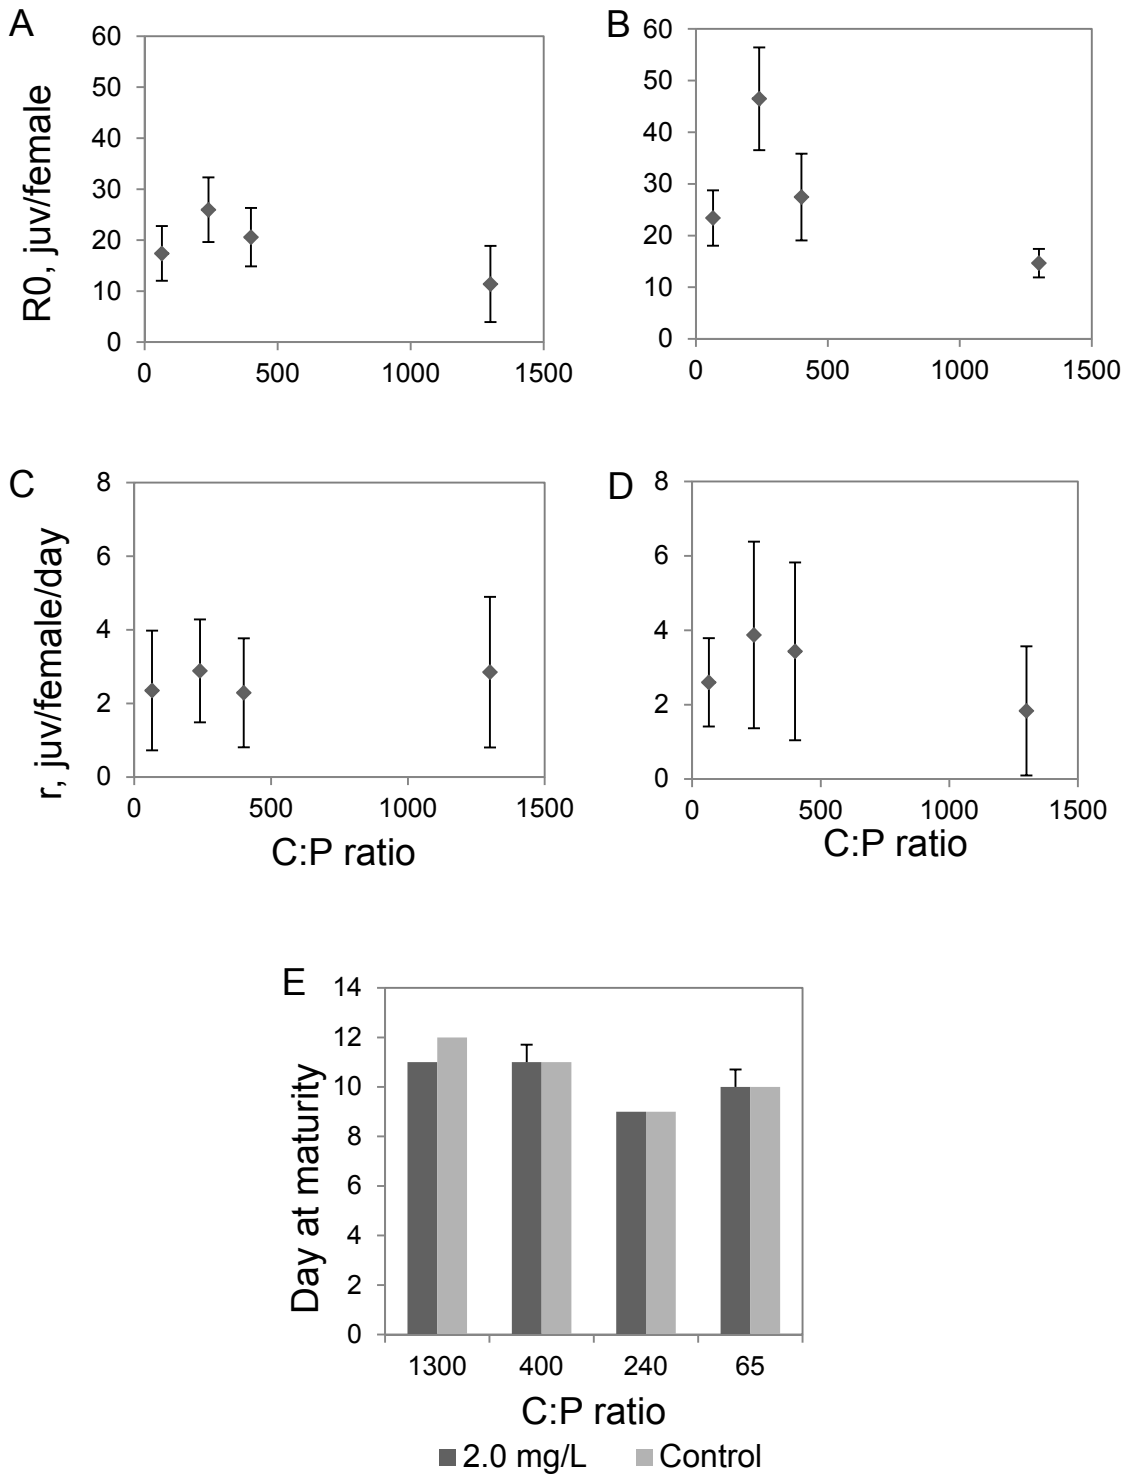 A
R0, juv/female
60
50
40
30
20
10
0
0 500 1000 1500
B
60
50
40
30
20
10
0
0 500 1000 1500
C
r, juv/female/day
8
6
4
2
0
0 500 1000 1500
C:P ratio
D
8
6
4
2
0
0 500 1000 1500
C:P ratio
E
Day at maturity
14
12
10
8
6
4
2
0
1300 400 240 65
C:P ratio
2.0 mg/L Control